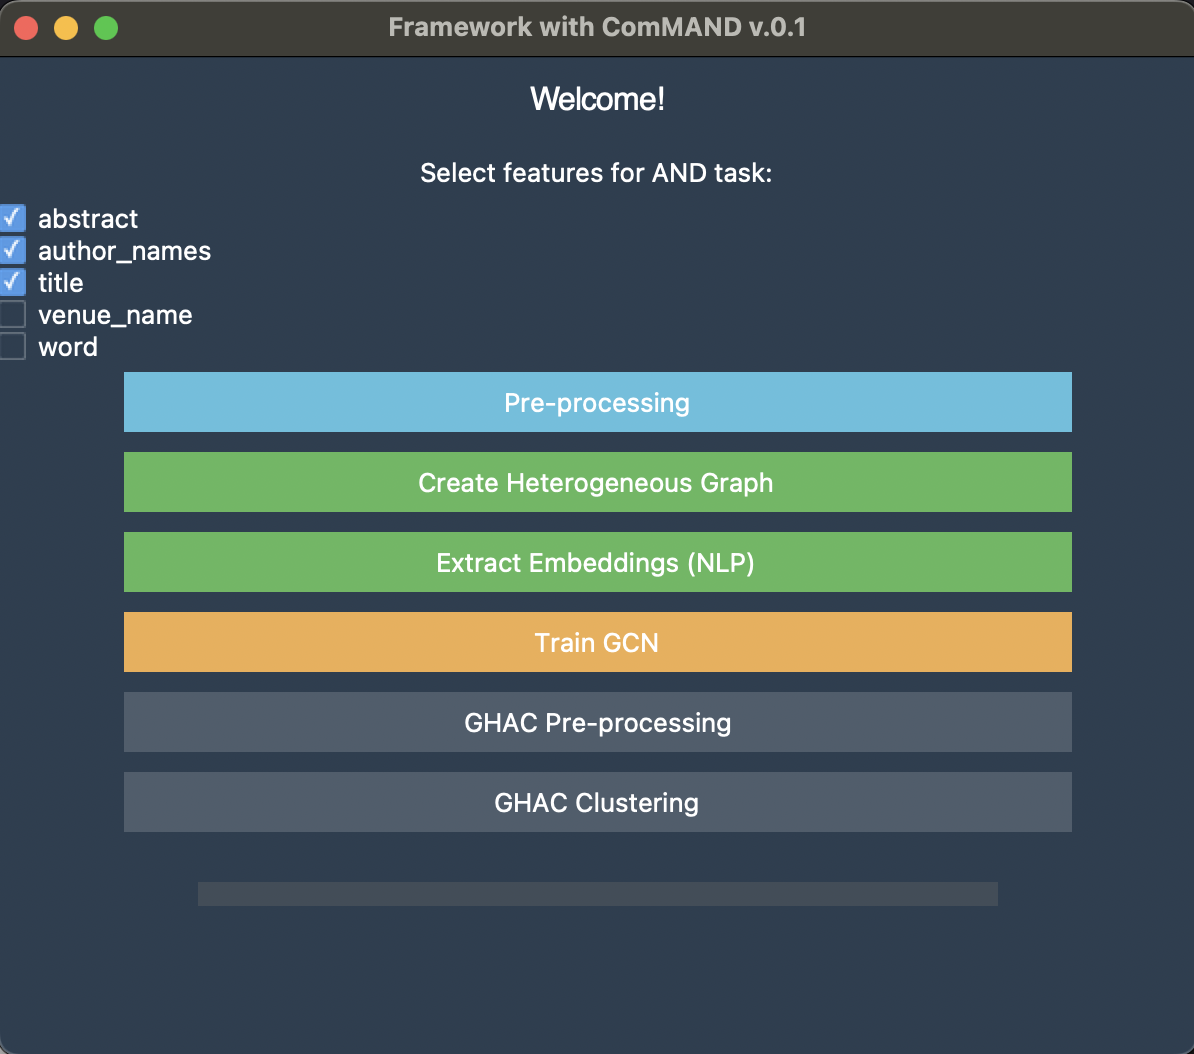 Framework with ComMAND v.0.1
Welcome!
Select features for AND task:
abstract
author_names
title
venue_name
word
Pre-processing
Create Heterogeneous Graph
Extract Embeddings (NLP)
Train GCN
GHAC Pre-processing
GHAC Clustering